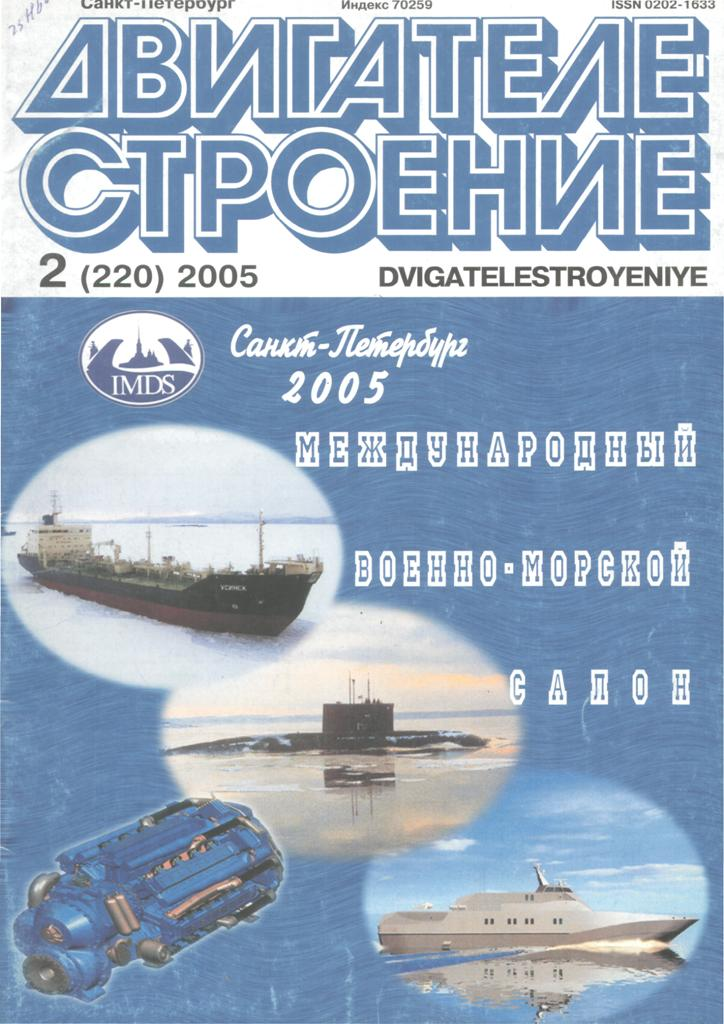 Санкт-Петербург Индекс 70259 ISSN 0202-1633
ДВИГАТЕЛЕ-
СТРОЕНИЕ
2 (220) 2005 DVIGATELESTROYENIYE
IMDS
Санкт-Петербург
2005
МЕЖДУНАРОДНЫЙ
ВОЕННО-МОРСКОЙ
САЛОН
УСИНСК